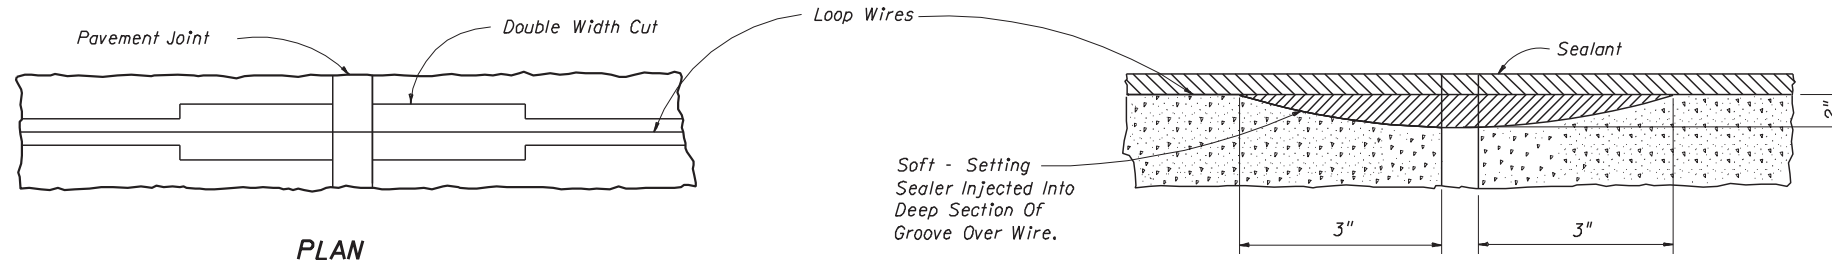 Pavement Joint
Double Width Cut
Loop Wires
Sealant
Soft - Setting
Sealer Injected Into
Deep Section Of
Groove Over Wire.
2"
3"
3"
PLAN